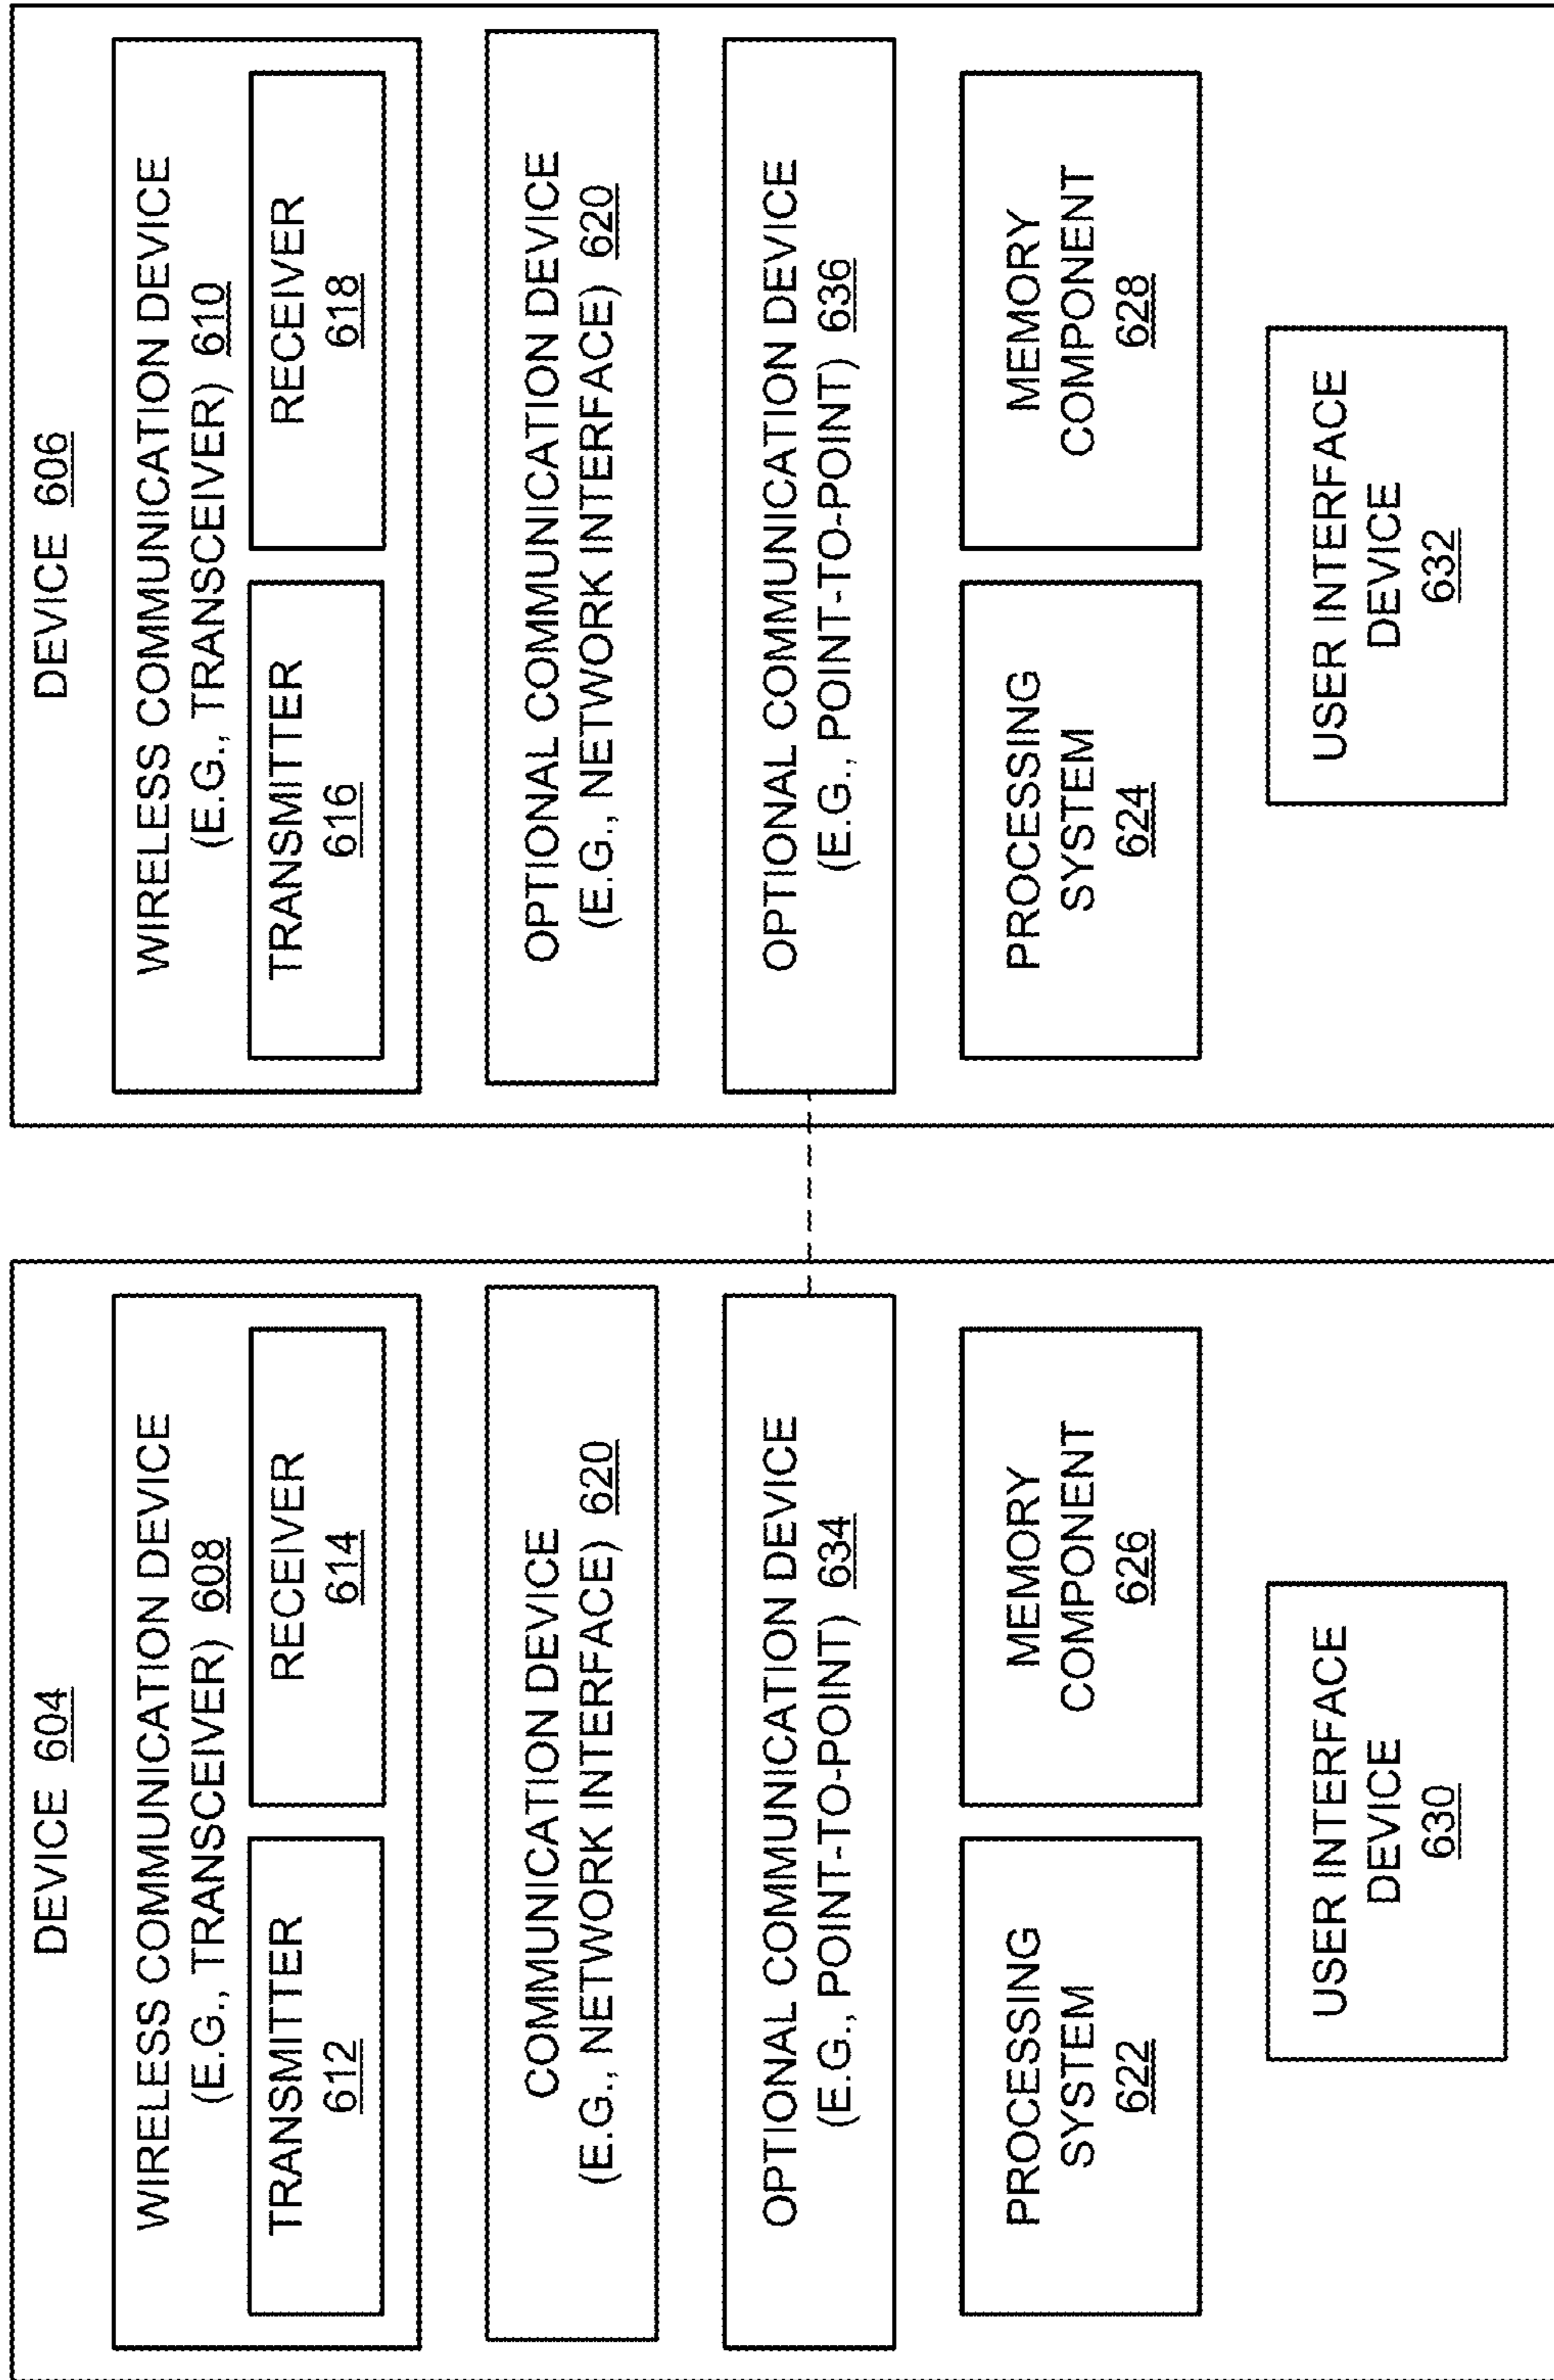 DEVICE 604
WIRELESS COMMUNICATION DEVICE
(E.G., TRANSCEIVER) 608
TRANSMITTER
612
RECEIVER
614
COMMUNICATION DEVICE
(E.G., NETWORK INTERFACE) 620
OPTIONAL COMMUNICATION DEVICE
(E.G., POINT-TO-POINT) 634
PROCESSING
SYSTEM
622
MEMORY
COMPONENT
626
USER INTERFACE
DEVICE
630
DEVICE 606
WIRELESS COMMUNICATION DEVICE
(E.G., TRANSCEIVER) 610
TRANSMITTER
616
RECEIVER
618
OPTIONAL COMMUNICATION DEVICE
(E.G., NETWORK INTERFACE) 620
OPTIONAL COMMUNICATION DEVICE
(E.G., POINT-TO-POINT) 636
PROCESSING
SYSTEM
624
MEMORY
COMPONENT
628
USER INTERFACE
DEVICE
632